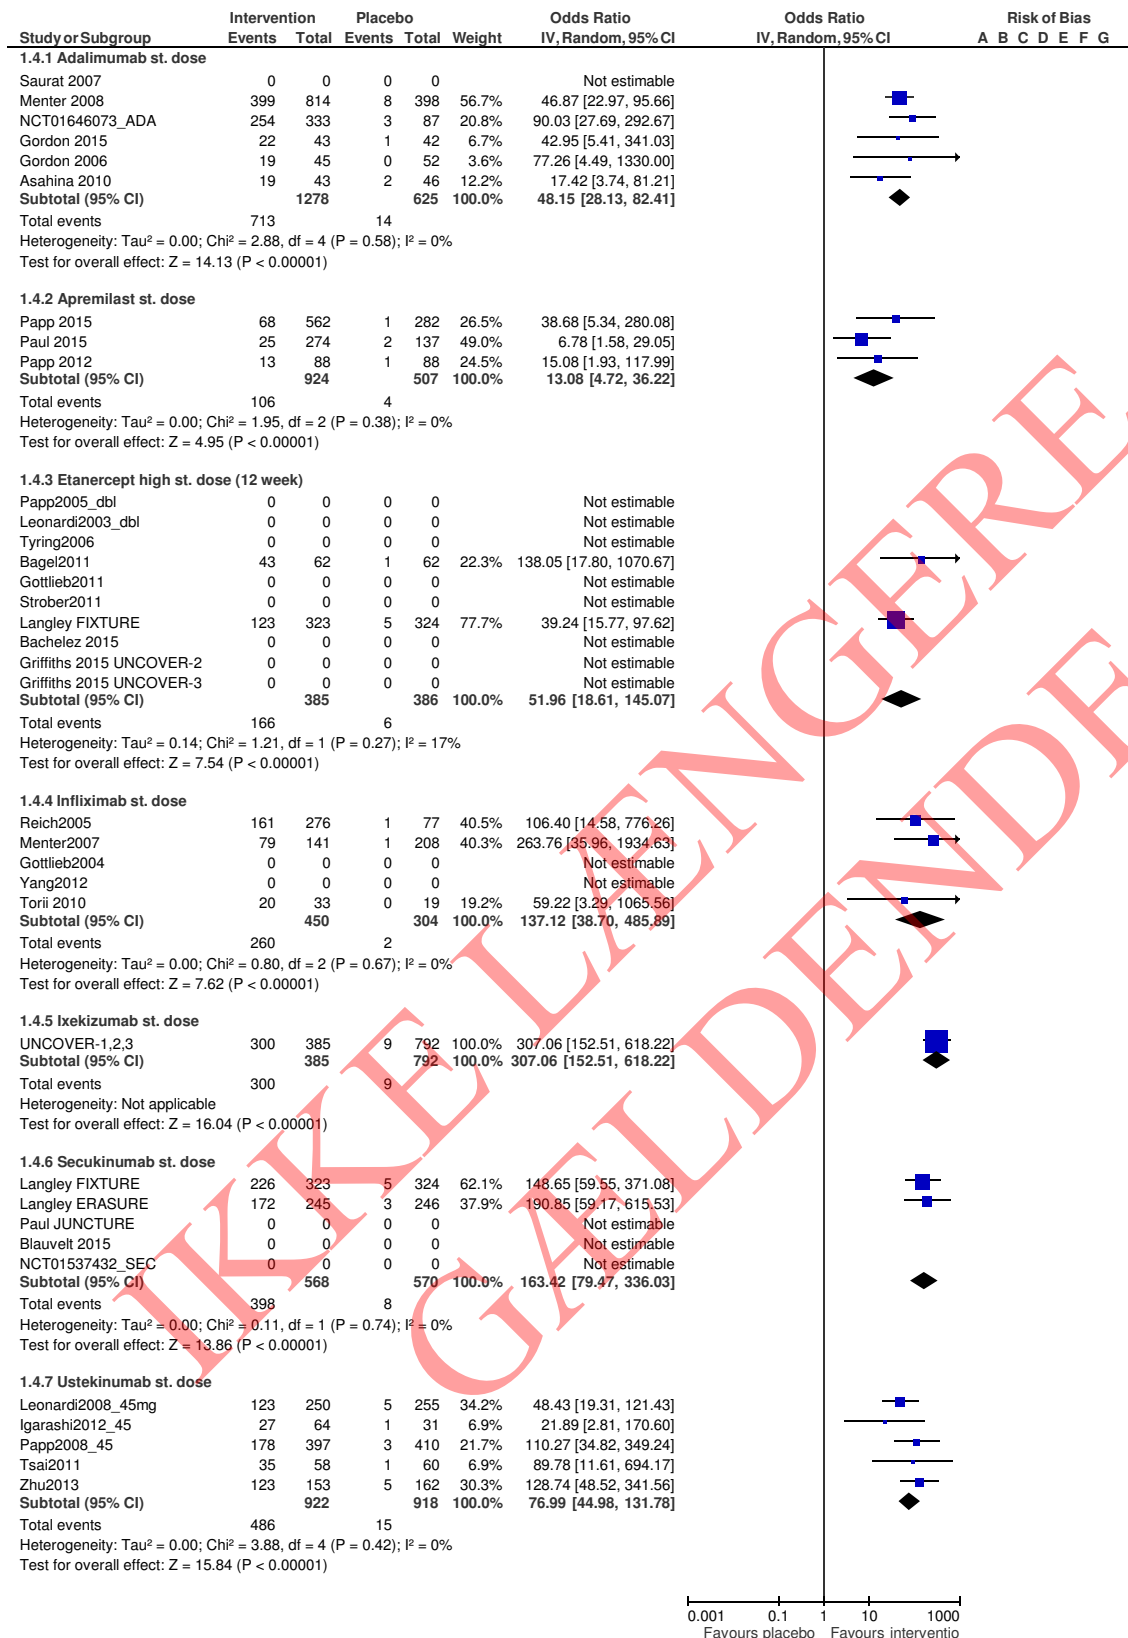 Intervention Placebo Odds Ratio Odds Ratio Risk of Bias
Study or Subgroup Events Total Events Total Weight IV, Random, 95% CI IV, Random, 95% CI A B C D E F G
1.4.1 Adalimumab st. dose
Saurat 2007 0 0 0 0 Not estimable
Menter 2008 399 814 8 398 56.7% 46.87 [22.97, 95.66]
NCT01646073_ADA 254 333 3 87 20.8% 90.03 [27.69, 292.67]
Gordon 2015 22 43 1 42 6.7% 42.95 [5.41, 341.03]
Gordon 2006 19 45 0 52 3.6% 77.26 [4.49, 1330.00]
Asahina 2010 19 43 2 46 12.2% 17.42 [3.74, 81.21]
Subtotal (95% CI) 1278 625 100.0% 48.15 [28.13, 82.41]
Total events 713 14
Heterogeneity: Tau² = 0.00; Chi² = 2.88, df = 4 (P = 0.58); I² = 0%
Test for overall effect: Z = 14.13 (P < 0.00001)
1.4.2 Apremilast st. dose
Papp 2015 68 562 1 282 26.5% 38.68 [5.34, 280.08]
Paul 2015 25 274 2 137 49.0% 6.78 [1.58, 29.05]
Papp 2012 13 88 1 88 24.5% 15.08 [1.93, 117.99]
Subtotal (95% CI) 924 507 100.0% 13.08 [4.72, 36.22]
Total events 106 4
Heterogeneity: Tau² = 0.00; Chi² = 1.95, df = 2 (P = 0.38); I² = 0%
Test for overall effect: Z = 4.95 (P < 0.00001)
1.4.3 Etanercept high st. dose (12 week)
Papp2005_dbl 0 0 0 0 Not estimable
Leonardi2003_dbl 0 0 0 0 Not estimable
Tyring2006 0 0 0 0 Not estimable
Bagel2011 43 62 1 62 22.3% 138.05 [17.80, 1070.67]
Gottlieb2011 0 0 0 0 Not estimable
Strober2011 0 0 0 0 Not estimable
Langley FIXTURE 123 323 5 324 77.7% 39.24 [15.77, 97.62]
Bachelez 2015 0 0 0 0 Not estimable
Griffiths 2015 UNCOVER-2 0 0 0 0 Not estimable
Griffiths 2015 UNCOVER-3 0 0 0 0 Not estimable
Subtotal (95% CI) 385 386 100.0% 51.96 [18.61, 145.07]
Total events 166 6
Heterogeneity: Tau² = 0.14; Chi² = 1.21, df = 1 (P = 0.27); I² = 17%
Test for overall effect: Z = 7.54 (P < 0.00001)
1.4.4 Infliximab st. dose
Reich2005 161 276 1 77 40.5% 106.40 [14.58, 776.26]
Menter2007 79 141 1 208 40.3% 263.76 [35.96, 1934.63]
Gottlieb2004 0 0 0 0 Not estimable
Yang2012 0 0 0 0 Not estimable
Torii 2010 20 33 0 19 19.2% 59.22 [3.29, 1065.56]
Subtotal (95% CI) 450 304 100.0% 137.12 [38.70, 485.89]
Total events 260 2
Heterogeneity: Tau² = 0.00; Chi² = 0.80, df = 2 (P = 0.67); I² = 0%
Test for overall effect: Z = 7.62 (P < 0.00001)
1.4.5 Ixekizumab st. dose
UNCOVER-1,2,3 300 385 9 792 100.0% 307.06 [152.51, 618.22]
Subtotal (95% CI) 385 792 100.0% 307.06 [152.51, 618.22]
Total events 300 9
Heterogeneity: Not applicable
Test for overall effect: Z = 16.04 (P < 0.00001)
1.4.6 Secukinumab st. dose
Langley FIXTURE 226 323 5 324 62.1% 148.65 [59.55, 371.08]
Langley ERASURE 172 245 3 246 37.9% 190.85 [59.17, 615.53]
Paul JUNCTURE 0 0 0 0 Not estimable
Blauvelt 2015 0 0 0 0 Not estimable
NCT01537432_SEC 0 0 0 0 Not estimable
Subtotal (95% CI) 568 570 100.0% 163.42 [79.47, 336.03]
Total events 398 8
Heterogeneity: Tau² = 0.00; Chi² = 0.11, df = 1 (P = 0.74); I² = 0%
Test for overall effect: Z = 13.86 (P < 0.00001)
1.4.7 Ustekinumab st. dose
Leonardi2008_45mg 123 250 5 255 34.2% 48.43 [19.31, 121.43]
Igarashi2012_45 27 64 1 31 6.9% 21.89 [2.81, 170.60]
Papp2008_45 178 397 3 410 21.7% 110.27 [34.82, 349.24]
Tsai2011 35 58 1 60 6.9% 89.78 [11.61, 694.17]
Zhu2013 123 153 5 162 30.3% 128.74 [48.52, 341.56]
Subtotal (95% CI) 922 918 100.0% 76.99 [44.98, 131.78]
Total events 486 15
Heterogeneity: Tau² = 0.00; Chi² = 3.88, df = 4 (P = 0.42); I² = 0%
Test for overall effect: Z = 15.84 (P < 0.00001)
0.001 0.1 1 10 1000
Favours placebo Favours interventio
IKKE LÆNGERE
GÆLDENDE